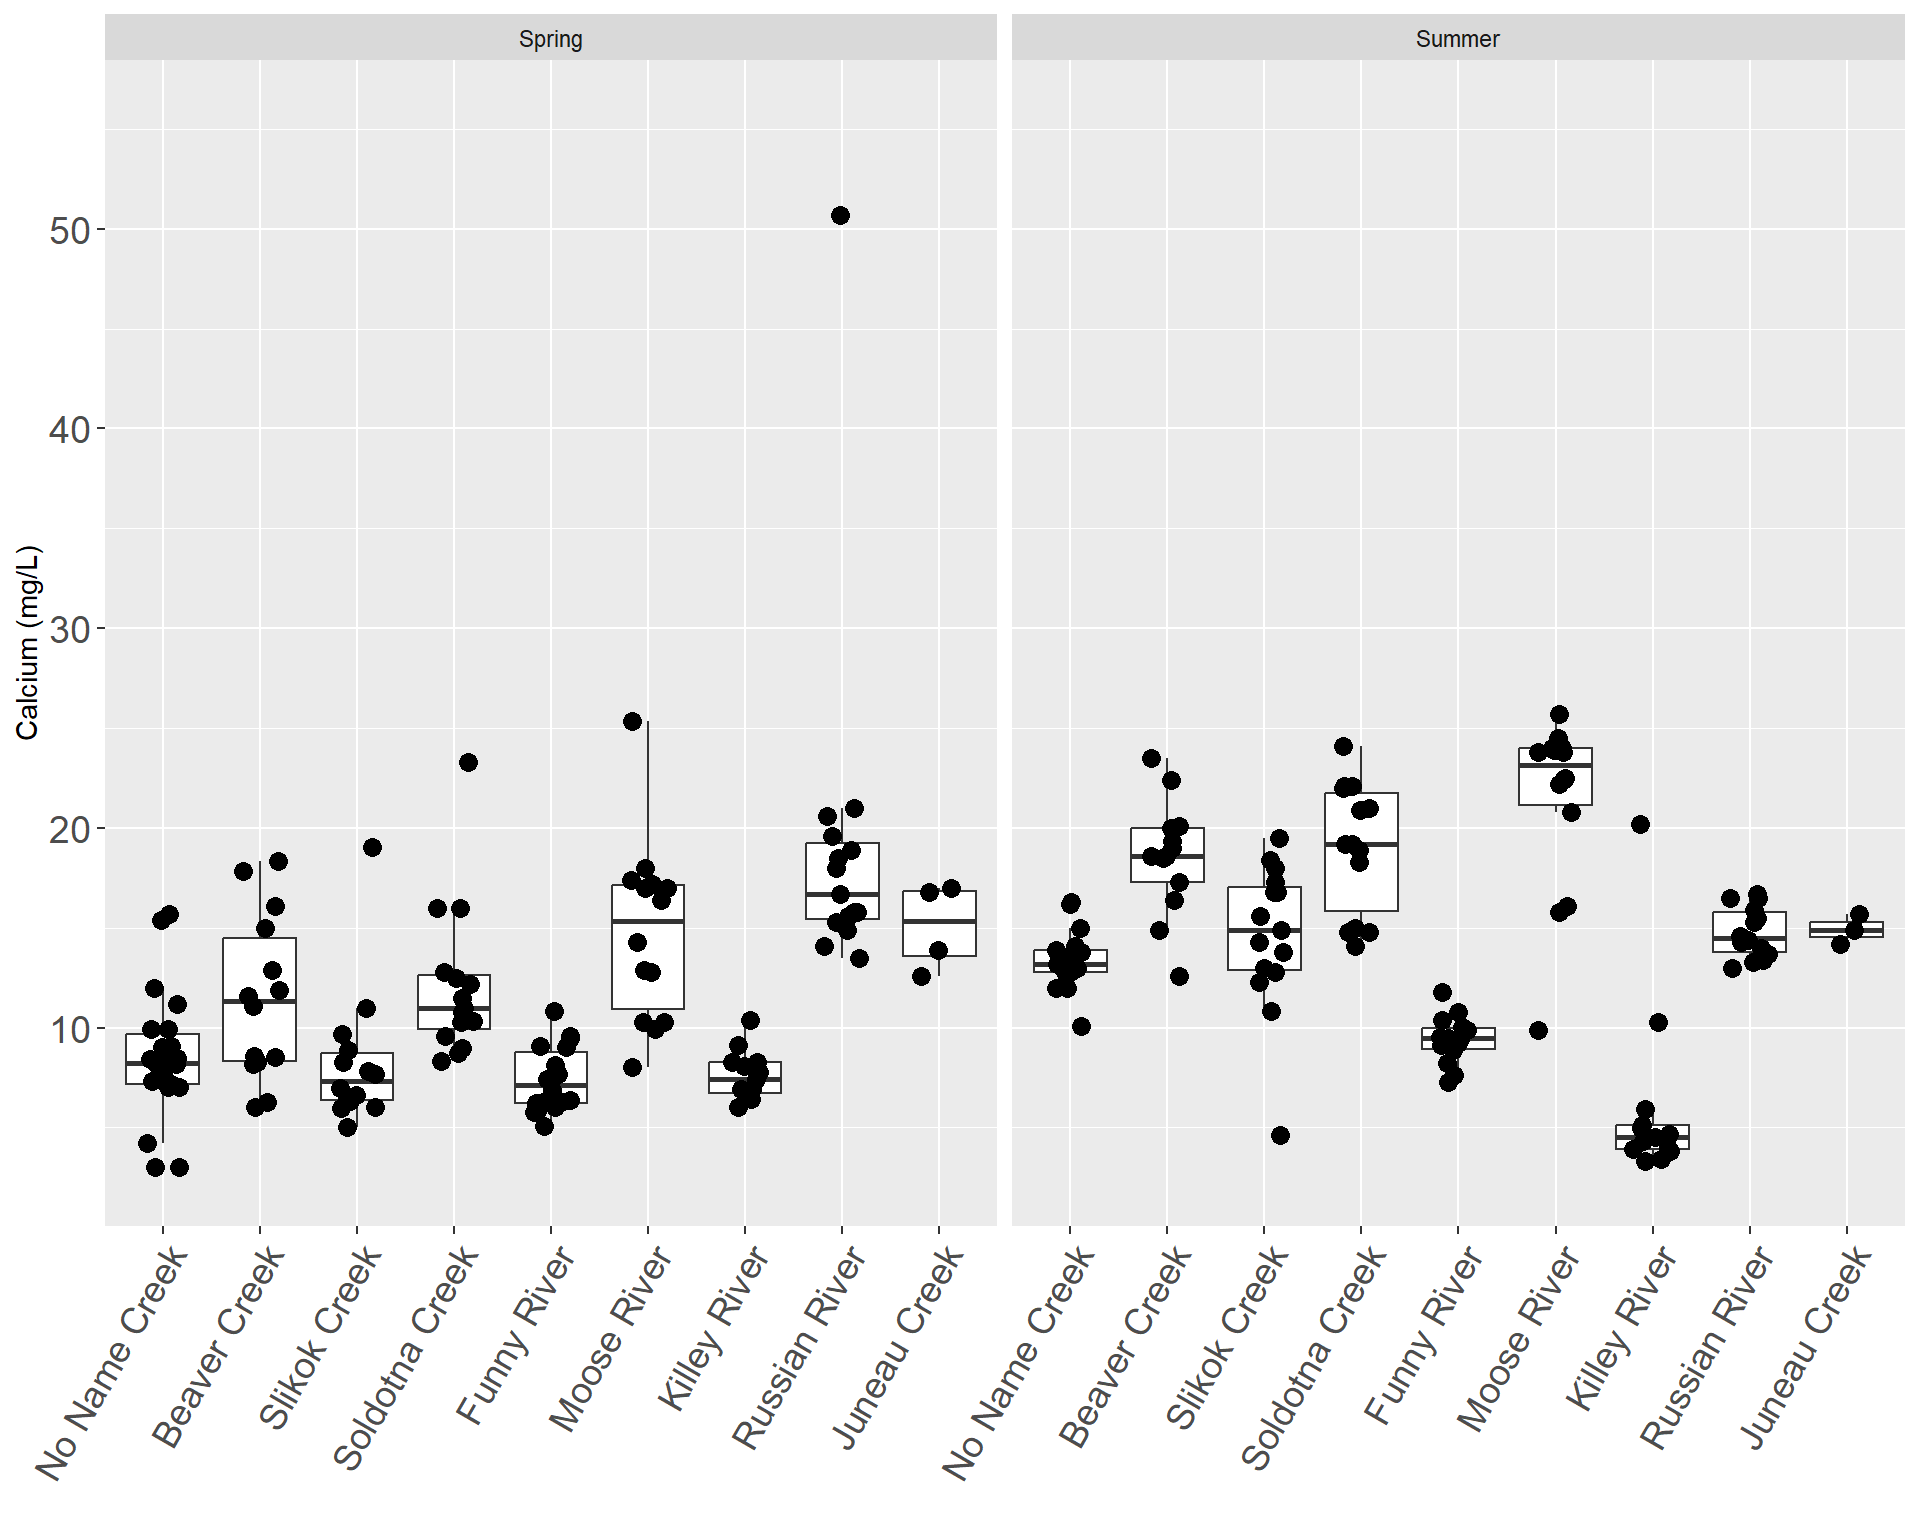 Spring
Summer
Calcium (mg/L)
50
40
30
20
10
No Name Creek
Beaver Creek
Slikok Creek
Soldotna Creek
Funny River
Moose River
Killey River
Russian River
Juneau Creek
No Name Creek
Beaver Creek
Slikok Creek
Soldotna Creek
Funny River
Moose River
Killey River
Russian River
Juneau Creek